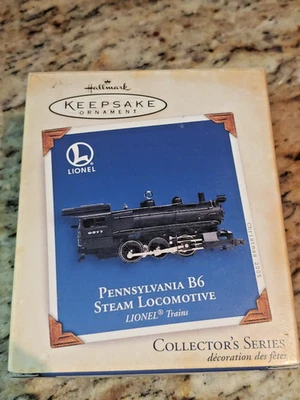 Hallmark
KEEPSAKE
ORNAMENT
L
LIONEL
PENNSYLVANIA B6
STEAM LOCOMOTIVE
LIONEL® Trains
COLLECTOR'S SERIES
décoration des fêtes